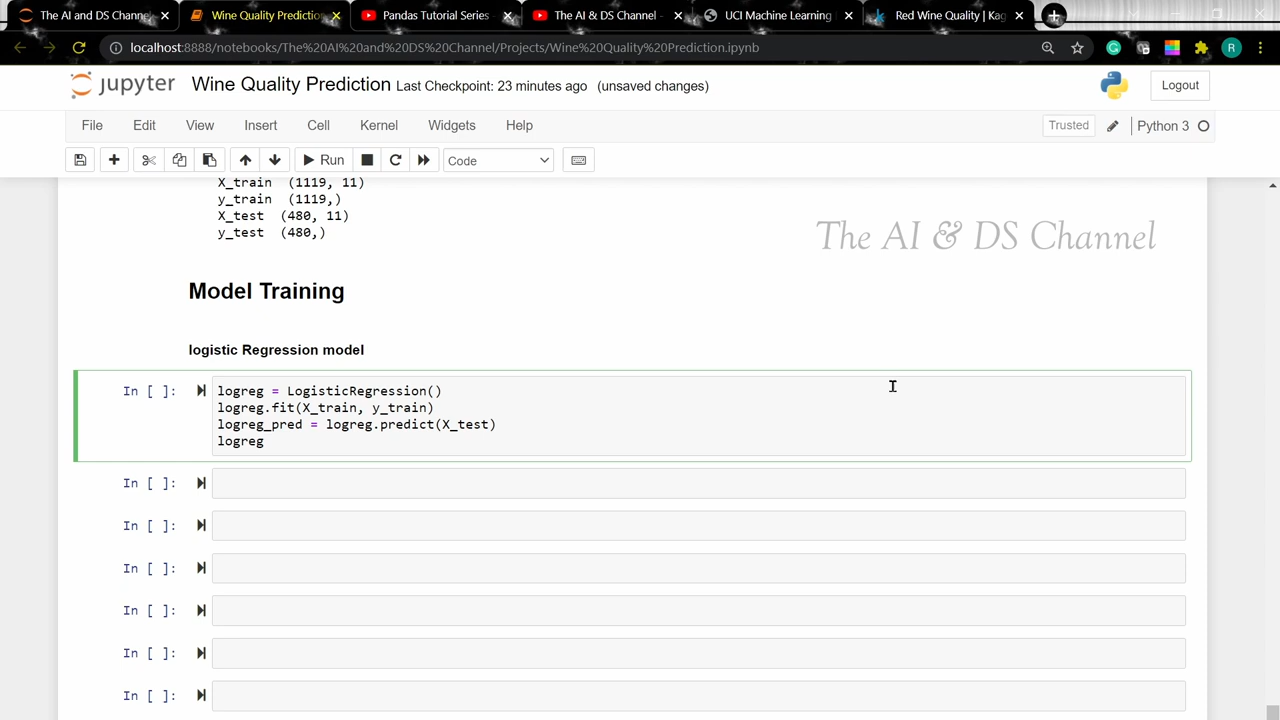 The AI and DS Channe
Wine Quality Prediction
Pandas Tutorial Series -
The AI & DS Channel -
UCI Machine Learning
Red Wine Quality | Kag
localhost:8888/notebooks/The%20AI%20and%20DS%20Channel/Projects/Wine%20Quality%20Prediction.ipynb
R
jupyter Wine Quality Prediction Last Checkpoint: 23 minutes ago (unsaved changes)
Logout
File Edit View Insert Cell Kernel Widgets Help
Trusted Python 3
Run Code
X_train (1119, 11)
y_train (1119,)
X_test (480, 11)
y_test (480,)
The AI & DS Channel
Model Training
logistic Regression model
In [ ]:
logreg = LogisticRegression()
logreg.fit(X_train, y_train)
logreg_pred = logreg.predict(X_test)
logreg
In [ ]:
In [ ]:
In [ ]:
In [ ]:
In [ ]:
In [ ]: